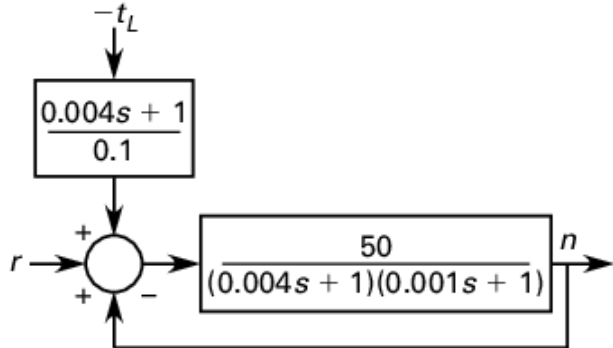 −t_L
0.004s + 1
0.1
+
r
+
−
50
(0.004s + 1)(0.001s + 1)
n